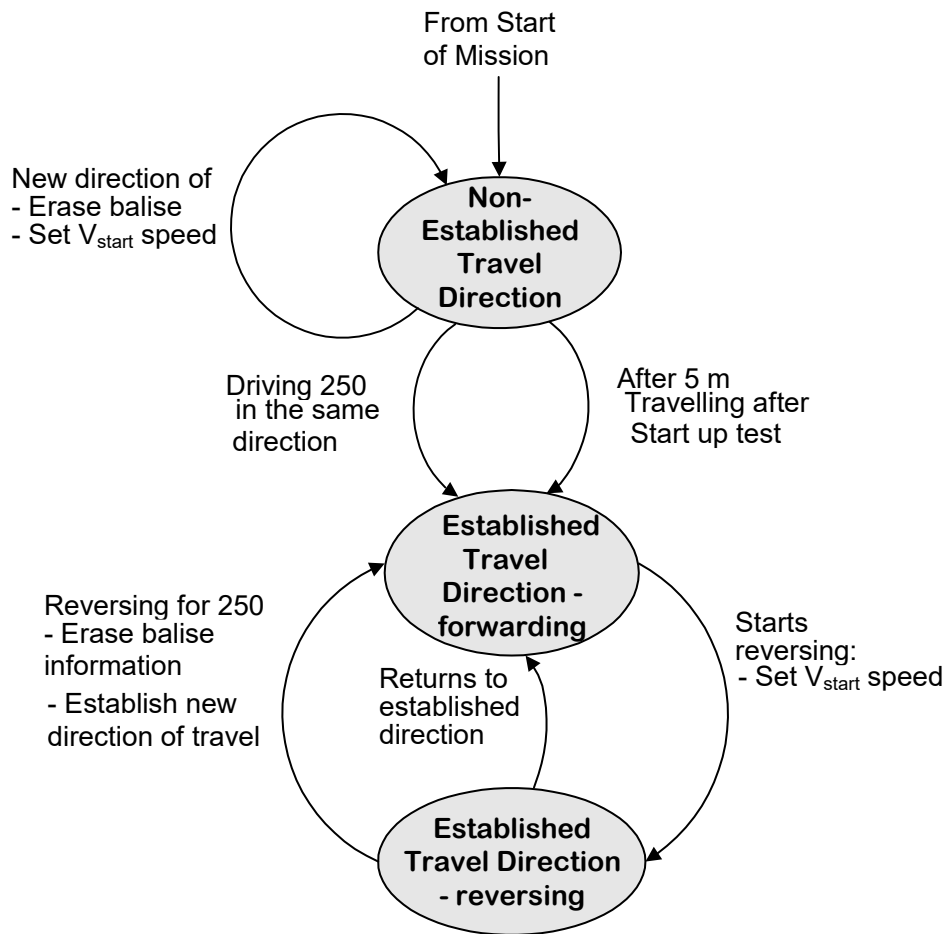 From Start
of Mission
New direction of
- Erase balise
- Set Vstart speed
Non-
Established
Travel
Direction
Driving 250
in the same
direction
After 5 m
Travelling after
Start up test
Established
Travel
Direction -
forwarding
Reversing for 250
- Erase balise
information
- Establish new
direction of travel
Returns to
established
direction
Starts
reversing:
- Set Vstart speed
Established
Travel Direction
- reversing